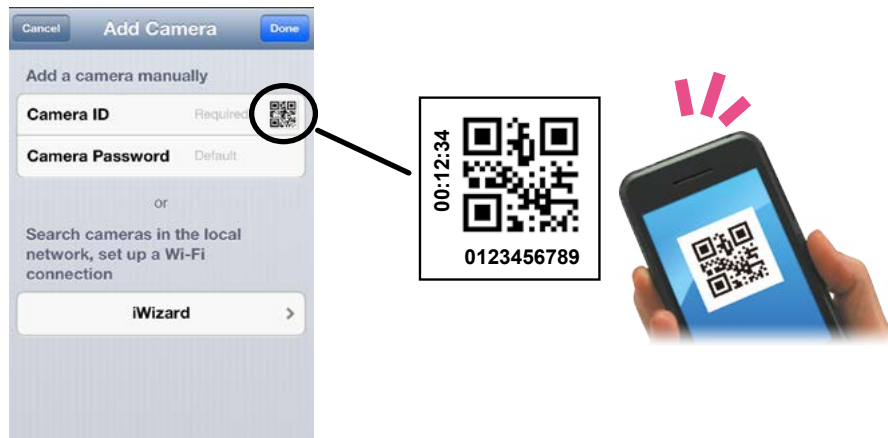 Cancel
Add Camera
Done
Add a camera manually
Camera ID
Required
Camera Password
Default
or
Search cameras in the local
network, set up a Wi-Fi
connection
iWizard
00:12:34
0123456789